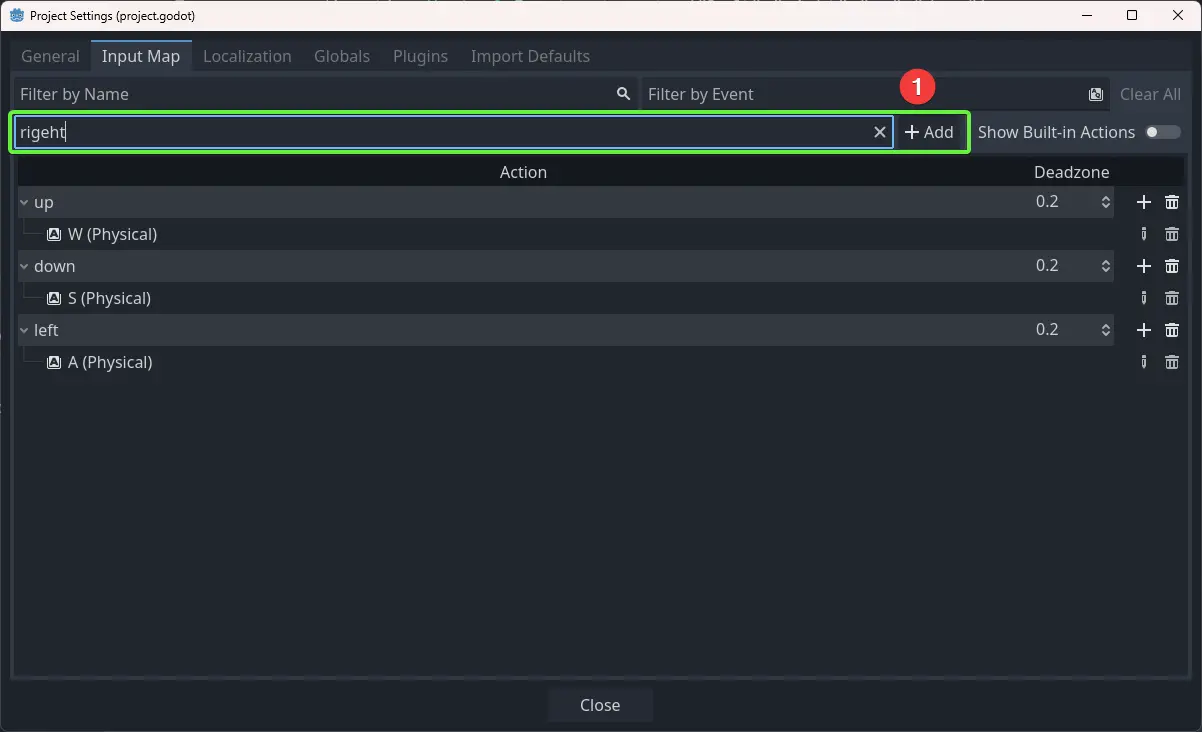 Project Settings (project.godot)
General Input Map Localization Globals Plugins Import Defaults
Filter by Name Filter by Event Clear All
1
rigeht Add Show Built-in Actions
Action Deadzone
up 0.2
W (Physical)
down 0.2
S (Physical)
left 0.2
A (Physical)
Close